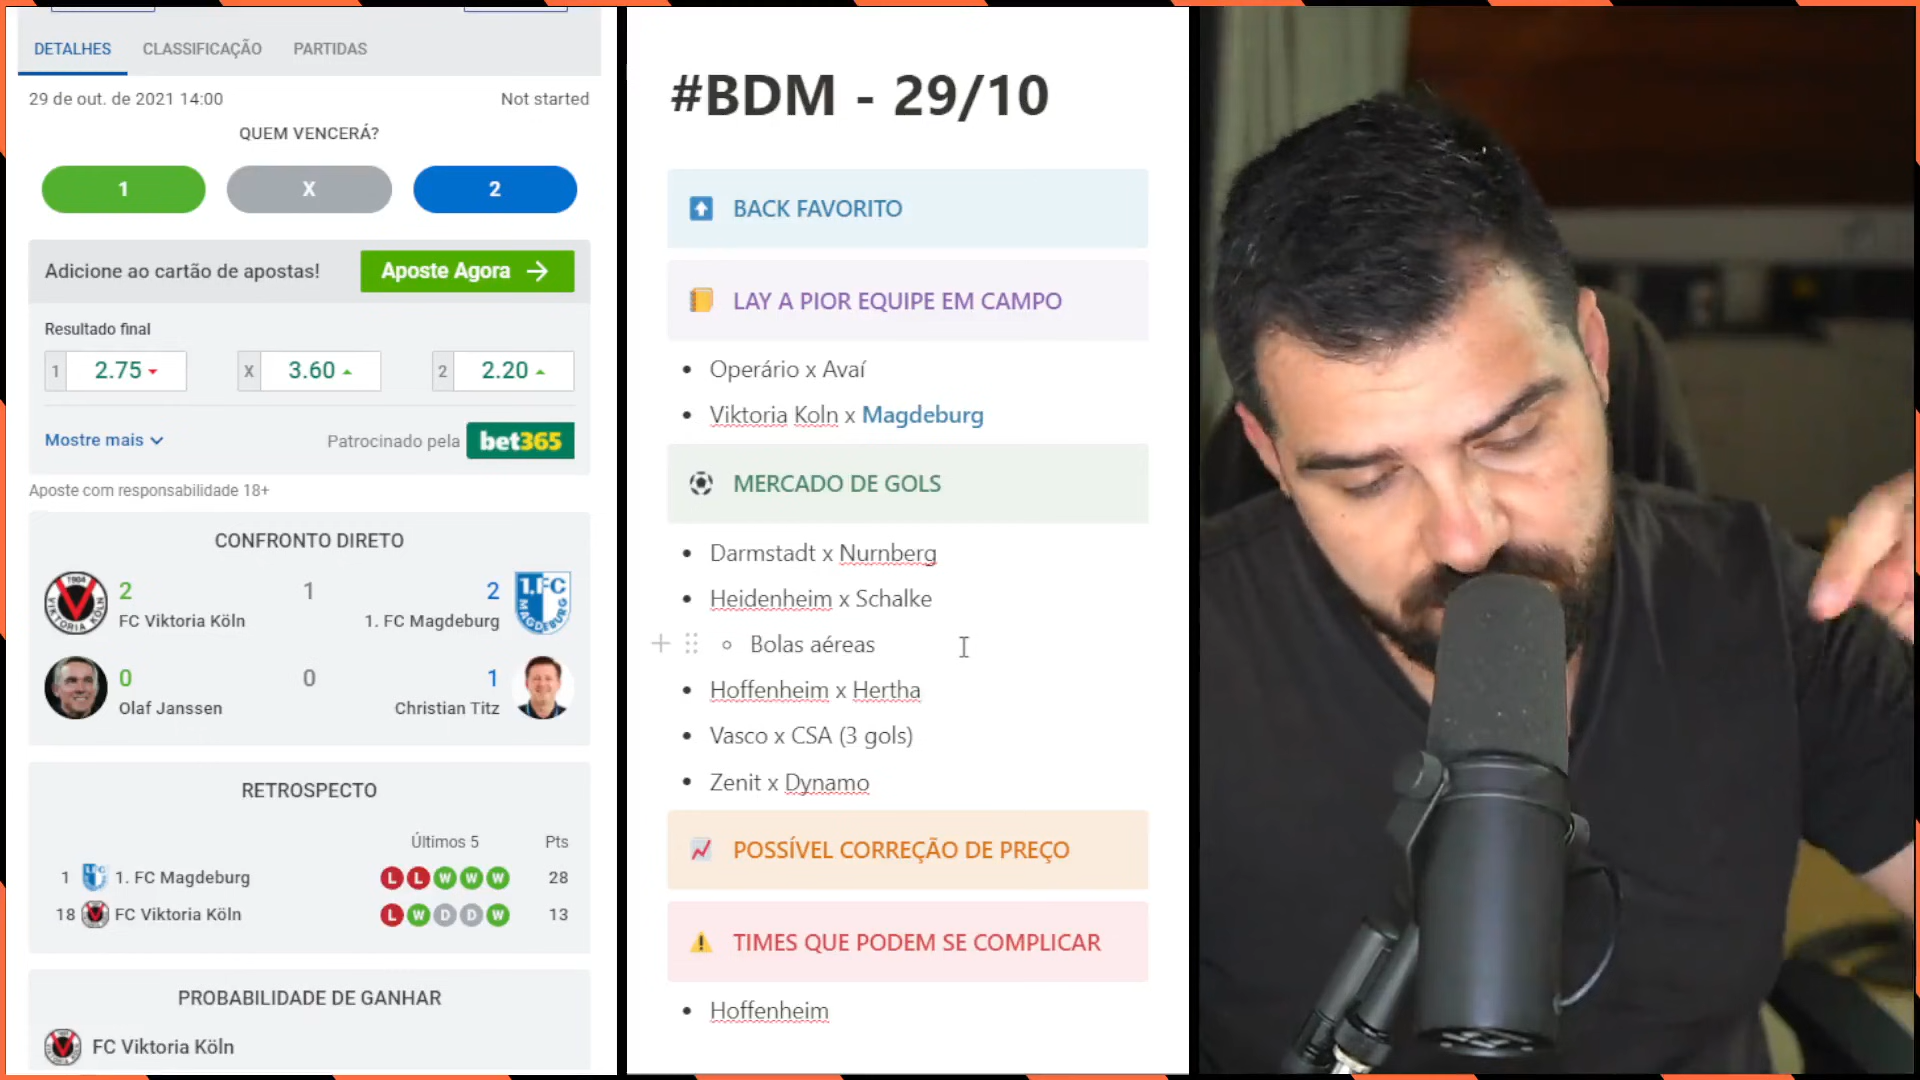 DETALHES CLASSIFICAÇÃO PARTIDAS
29 de out. de 2021 14:00 Not started
QUEM VENCERÁ?
1 X 2
Adicione ao cartão de apostas! Aposte Agora →
Resultado final
1 2.75 X 3.60 2 2.20
Mostre mais Patrocinado pela bet365
Aposte com responsabilidade 18+
CONFRONTO DIRETO
2 1 2
FC Viktoria Köln 1. FC Magdeburg
0 0 1
Olaf Janssen Christian Titz
RETROSPECTO
Últimos 5 Pts
1 1. FC Magdeburg L L W W W 28
18 FC Viktoria Köln L W D D W 13
PROBABILIDADE DE GANHAR
FC Viktoria Köln
#BDM - 29/10
BACK FAVORITO
LAY A PIOR EQUIPE EM CAMPO
• Operário x Avaí
• Viktoria Koln x Magdeburg
MERCADO DE GOLS
• Darmstadt x Nurnberg
• Heidenheim x Schalke
◦ Bolas aéreas
• Hoffenheim x Hertha
• Vasco x CSA (3 gols)
• Zenit x Dynamo
POSSÍVEL CORREÇÃO DE PREÇO
TIMES QUE PODEM SE COMPLICAR
• Hoffenheim